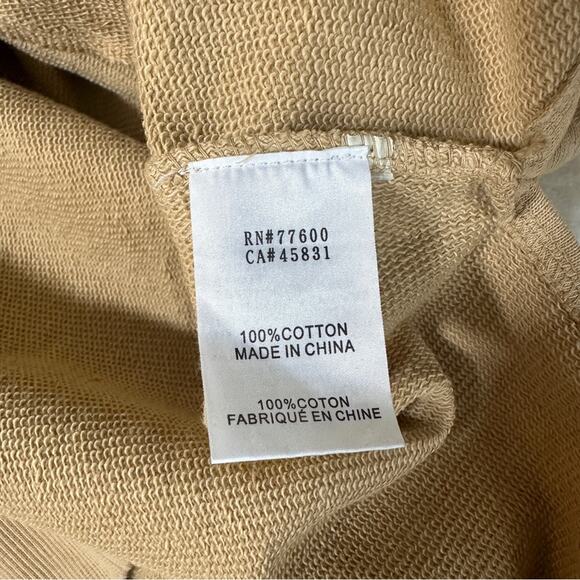 RN#77600
CA#45831
100%COTTON
MADE IN CHINA
100%COTON
FABRIQUÉ EN CHINE